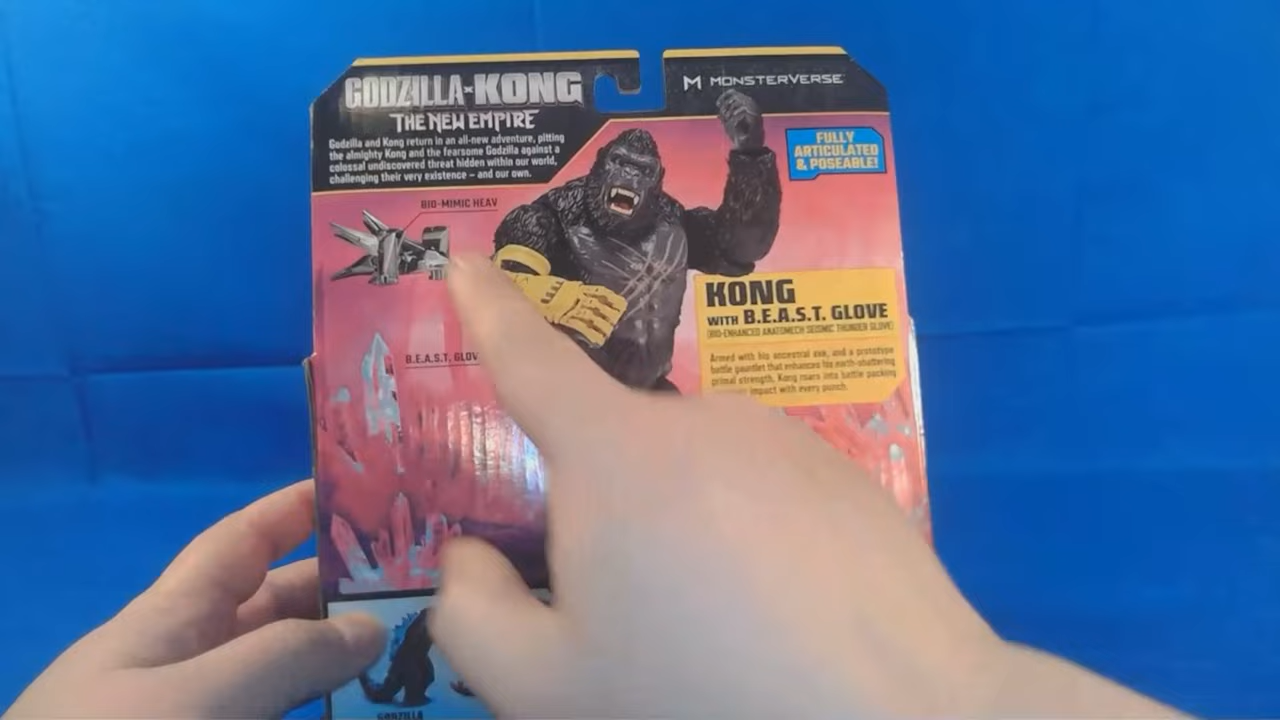 GODZILLA × KONG
THE NEW EMPIRE
Godzilla and Kong return in an all-new adventure, pitting
the almighty Kong and the fearsome Godzilla against a
colossal undiscovered threat hidden within our world,
challenging their very existence – and our own.
M MONSTERVERSE
FULLY
ARTICULATED
& POSEABLE!
BIO-MIMIC HEAV
B.E.A.S.T. GLOV
KONG
WITH B.E.A.S.T. GLOVE
(BIO-ENHANCED ANATOMECH SEISMIC THUNDER GLOVE)
Armed with his ancestral axe, and a prototype
battle gauntlet that enhances his earth-shattering
primal strength, Kong roars into battle packing
impact with every punch.
GODZILLA